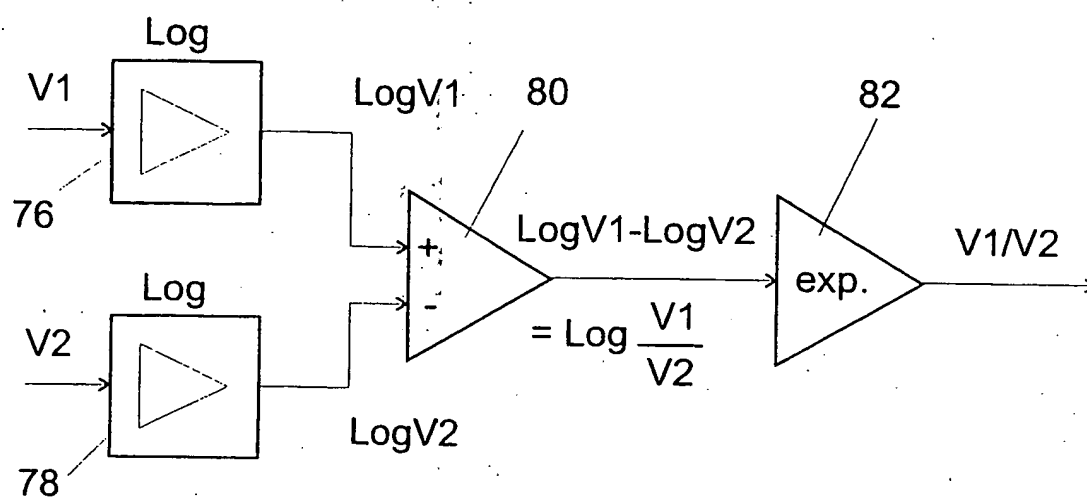 Log
V1
LogV1
80
82
76
+
-
LogV1-LogV2
exp.
V1/V2
= Log V1
V2
Log
V2
LogV2
78